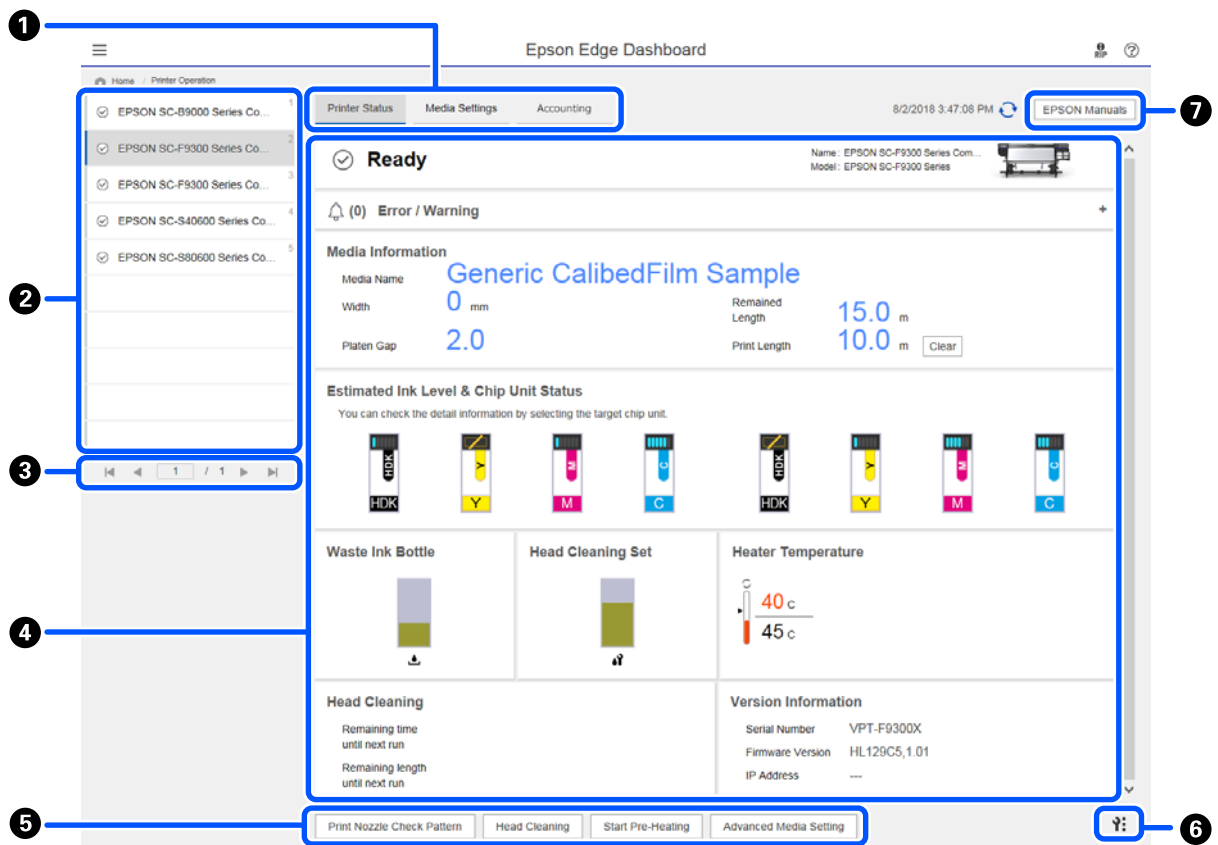 1
Epson Edge Dashboard
RIP
?
Home / Printer Operation
EPSON SC-B9000 Series Co... 1
EPSON SC-F9300 Series Co... 2
EPSON SC-F9300 Series Co... 3
EPSON SC-S40600 Series Co... 4
EPSON SC-S80600 Series Co... 5
2
1 / 1
3
Printer Status Media Settings Accounting
8/2/2018 3:47:08 PM
EPSON Manuals
7
Ready
Name: EPSON SC-F9300 Series Com...
Model: EPSON SC-F9300 Series
(0) Error / Warning +
Media Information
Media Name Generic CalibedFilm Sample
Width 0 mm
Remained
Length 15.0 m
Platen Gap 2.0
Print Length 10.0 m Clear
Estimated Ink Level & Chip Unit Status
You can check the detail information by selecting the target chip unit.
HDK Y M C HDK Y M C
HDK Y M C HDK Y M C
Waste Ink Bottle
Head Cleaning Set
Heater Temperature
40 c
45 c
4
Head Cleaning
Remaining time
until next run
Remaining length
until next run
Version Information
Serial Number VPT-F9300X
Firmware Version HL129C5,1.01
IP Address ---
5
Print Nozzle Check Pattern Head Cleaning Start Pre-Heating Advanced Media Setting
6